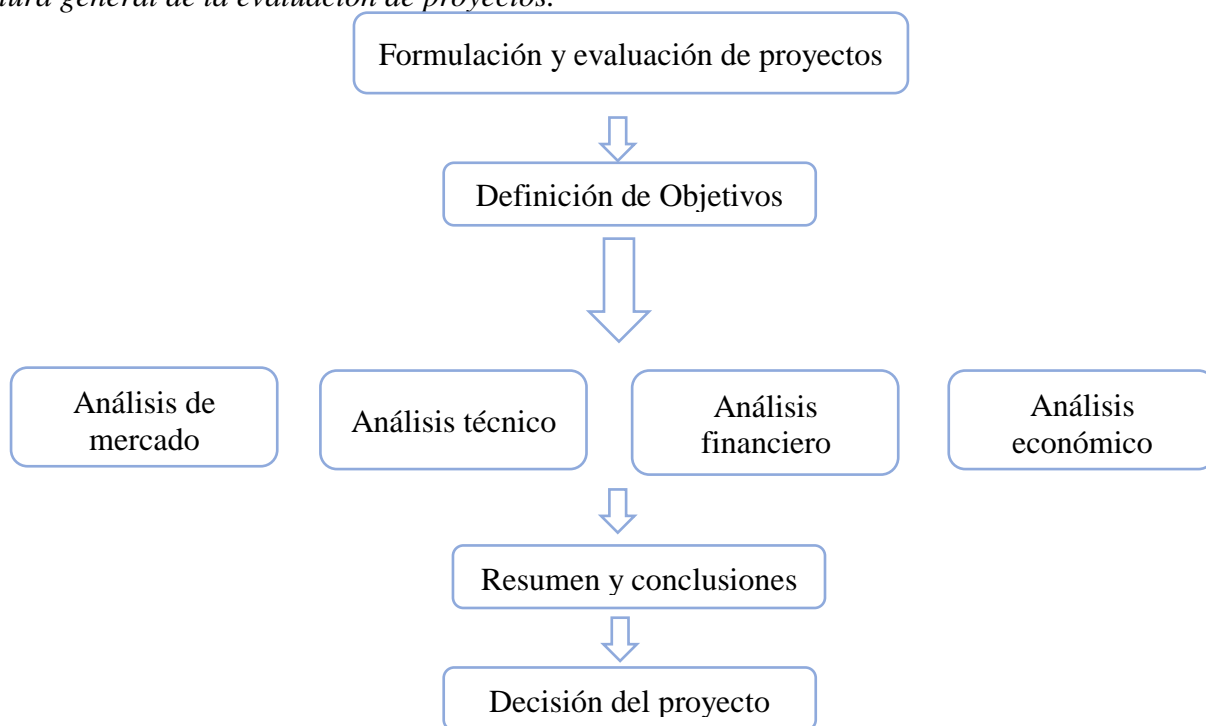 general de la evaluación de proyectos.
Formulación y evaluación de proyectos
Definición de Objetivos
Análisis de
mercado
Análisis técnico
Análisis
financiero
Análisis
económico
Resumen y conclusiones
Decisión del proyecto